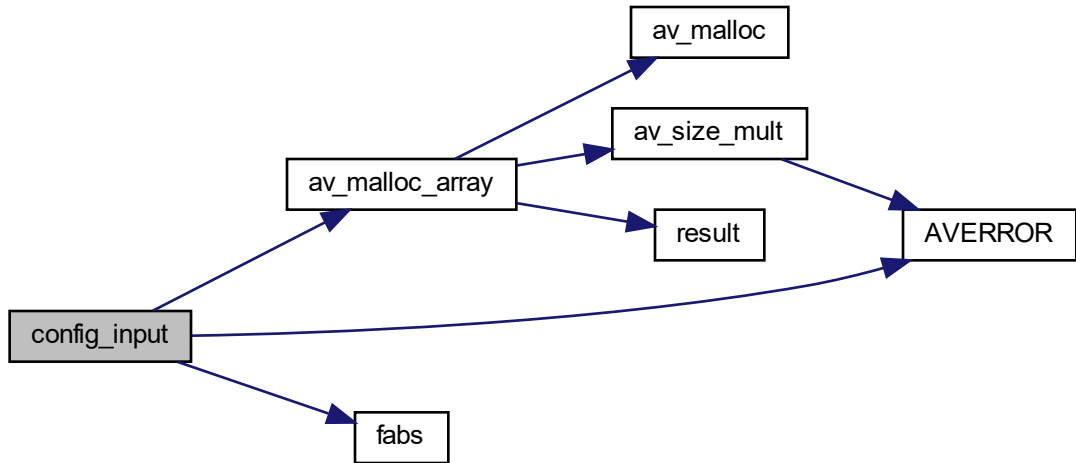 av_malloc
av_size_mult
av_malloc_array
result
AVERROR
config_input
fabs